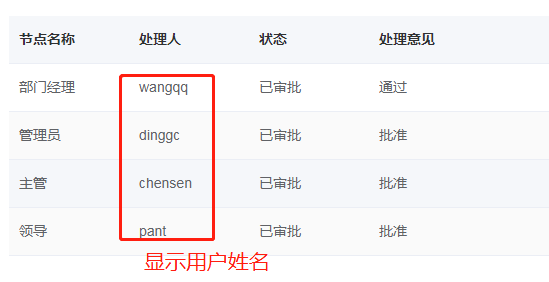 节点名称 处理人 状态 处理意见
部门经理 wangqq 已审批 通过
管理员 dinggc 已审批 批准
主管 chensen 已审批 批准
领导 pant 已审批 批准
显示用户姓名